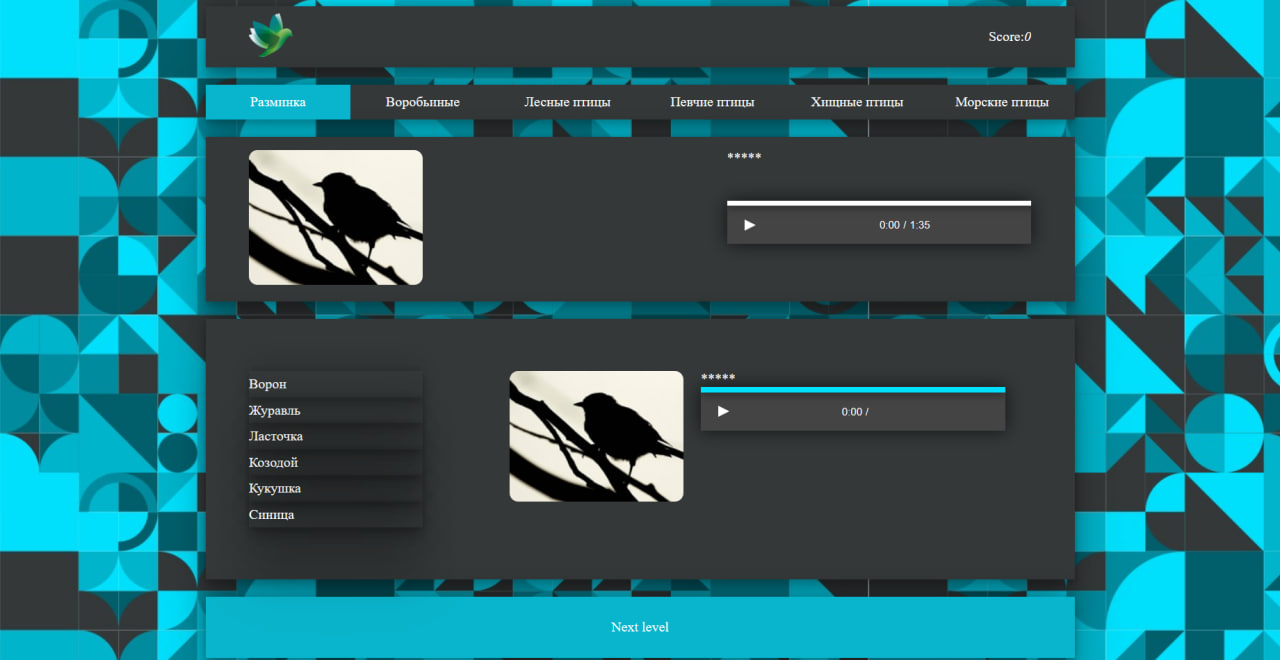 Score:0
Разминка Воробьиные Лесные птицы Певчие птицы Хищные птицы Морские птицы
*****
0:00 / 1:35
Ворон
Журавль
Ласточка
Козодой
Кукушка
Синица
*****
0:00 /
Next level